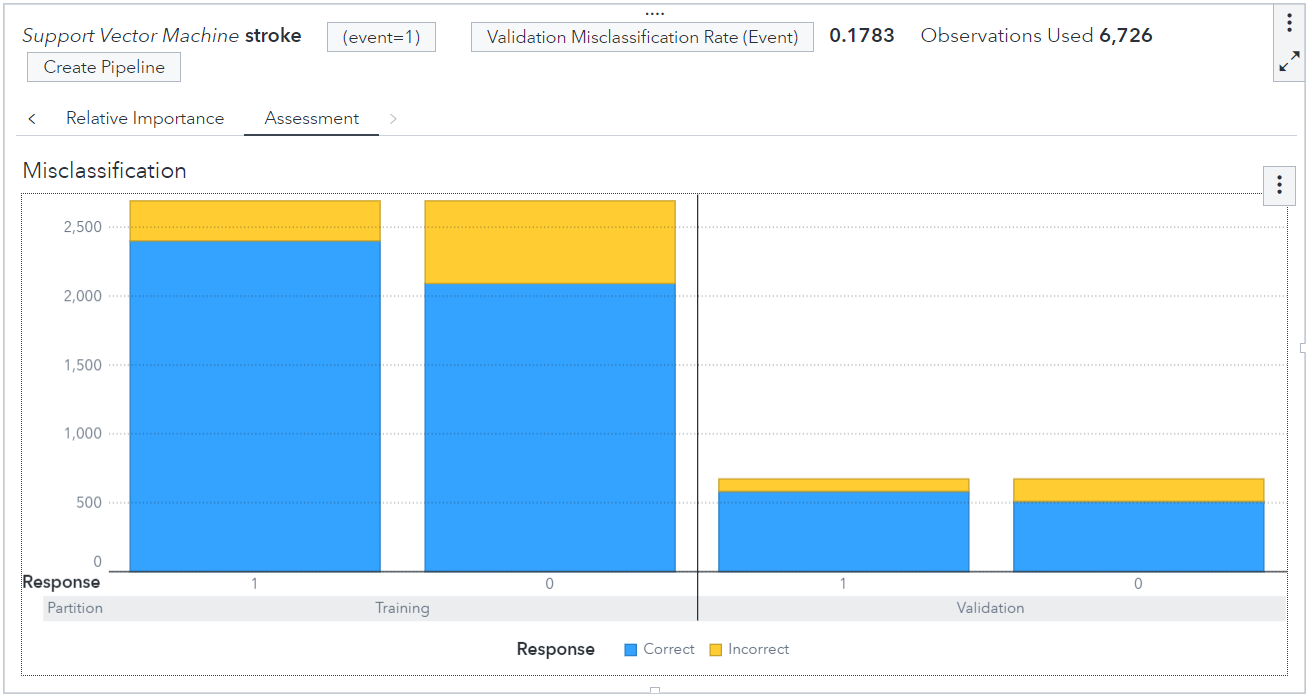 Support Vector Machine stroke (event=1) Validation Misclassification Rate (Event) 0.1783 Observations Used 6,726
Create Pipeline
Relative Importance Assessment
Misclassification
2,500
2,000
1,500
1,000
500
0
Response 1 0 1 0
Partition Training Validation
Response Correct Incorrect